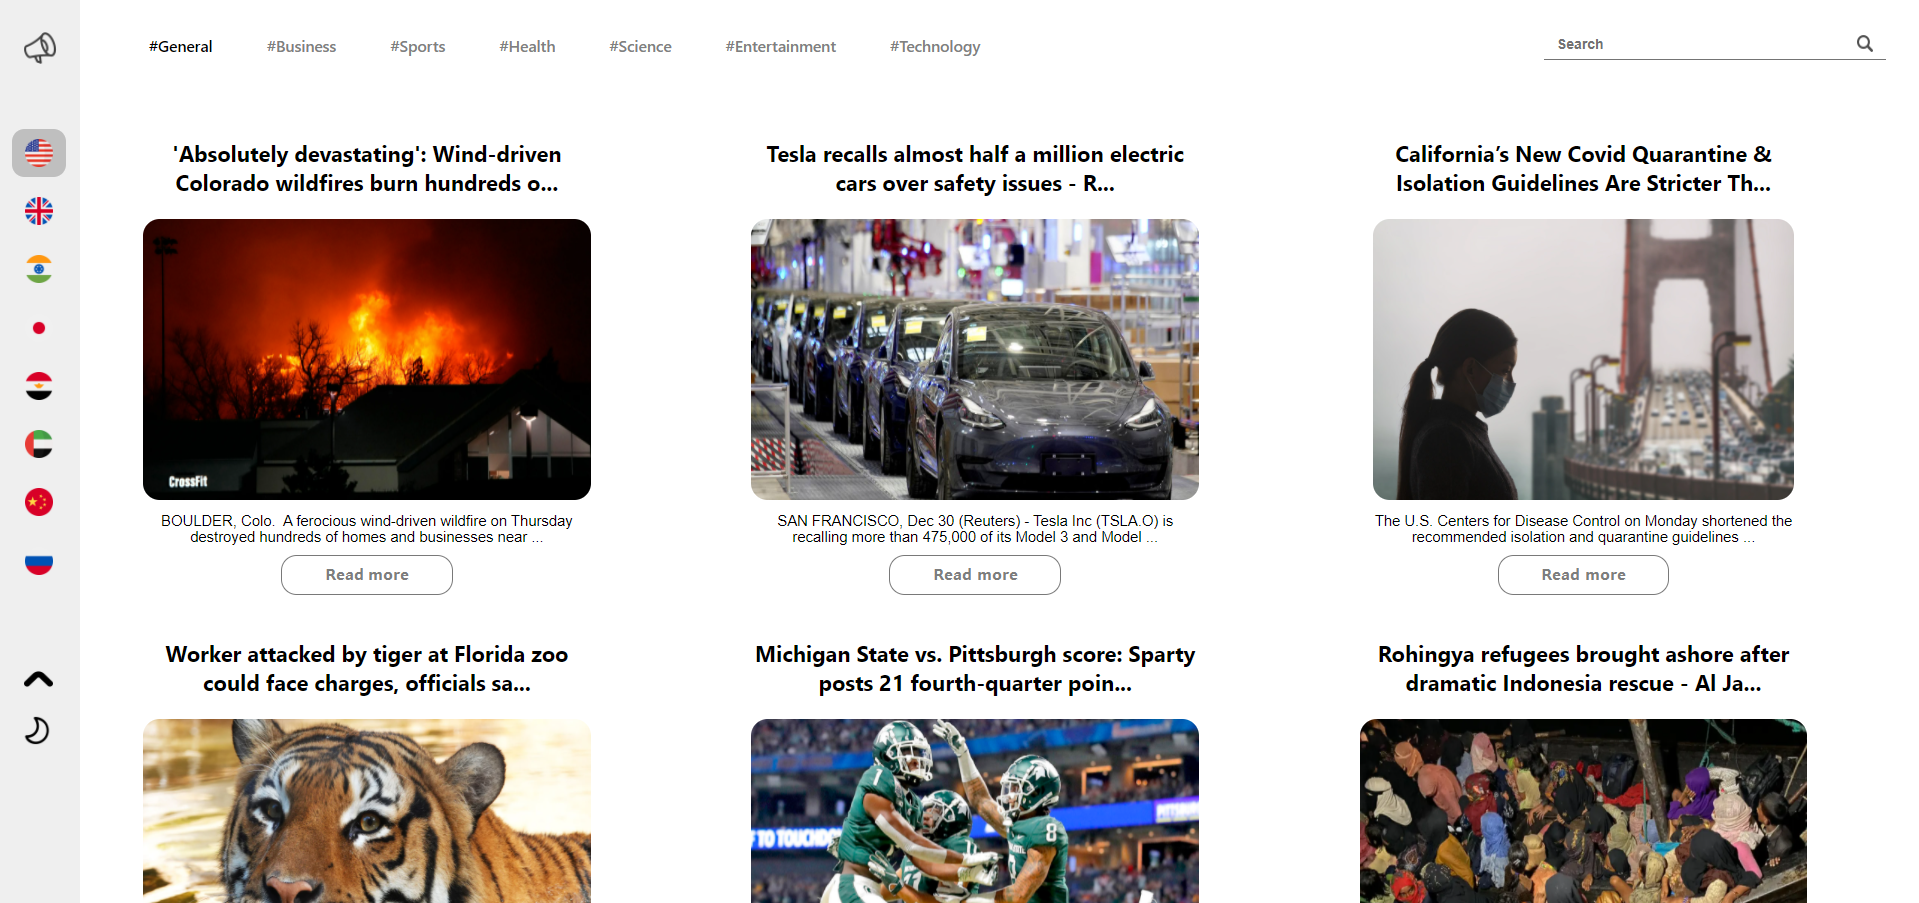 #General #Business #Sports #Health #Science #Entertainment #Technology
Search
'Absolutely devastating': Wind-driven
Colorado wildfires burn hundreds o...
CrossFit
BOULDER, Colo.  A ferocious wind-driven wildfire on Thursday
destroyed hundreds of homes and businesses near ...
Read more
Tesla recalls almost half a million electric
cars over safety issues - R...
SAN FRANCISCO, Dec 30 (Reuters) - Tesla Inc (TSLA.O) is
recalling more than 475,000 of its Model 3 and Model ...
Read more
California’s New Covid Quarantine &
Isolation Guidelines Are Stricter Th...
The U.S. Centers for Disease Control on Monday shortened the
recommended isolation and quarantine guidelines ...
Read more
Worker attacked by tiger at Florida zoo
could face charges, officials sa...
Michigan State vs. Pittsburgh score: Sparty
posts 21 fourth-quarter poin...
1
8
TO TOUCHDO
Rohingya refugees brought ashore after
dramatic Indonesia rescue - Al Ja...